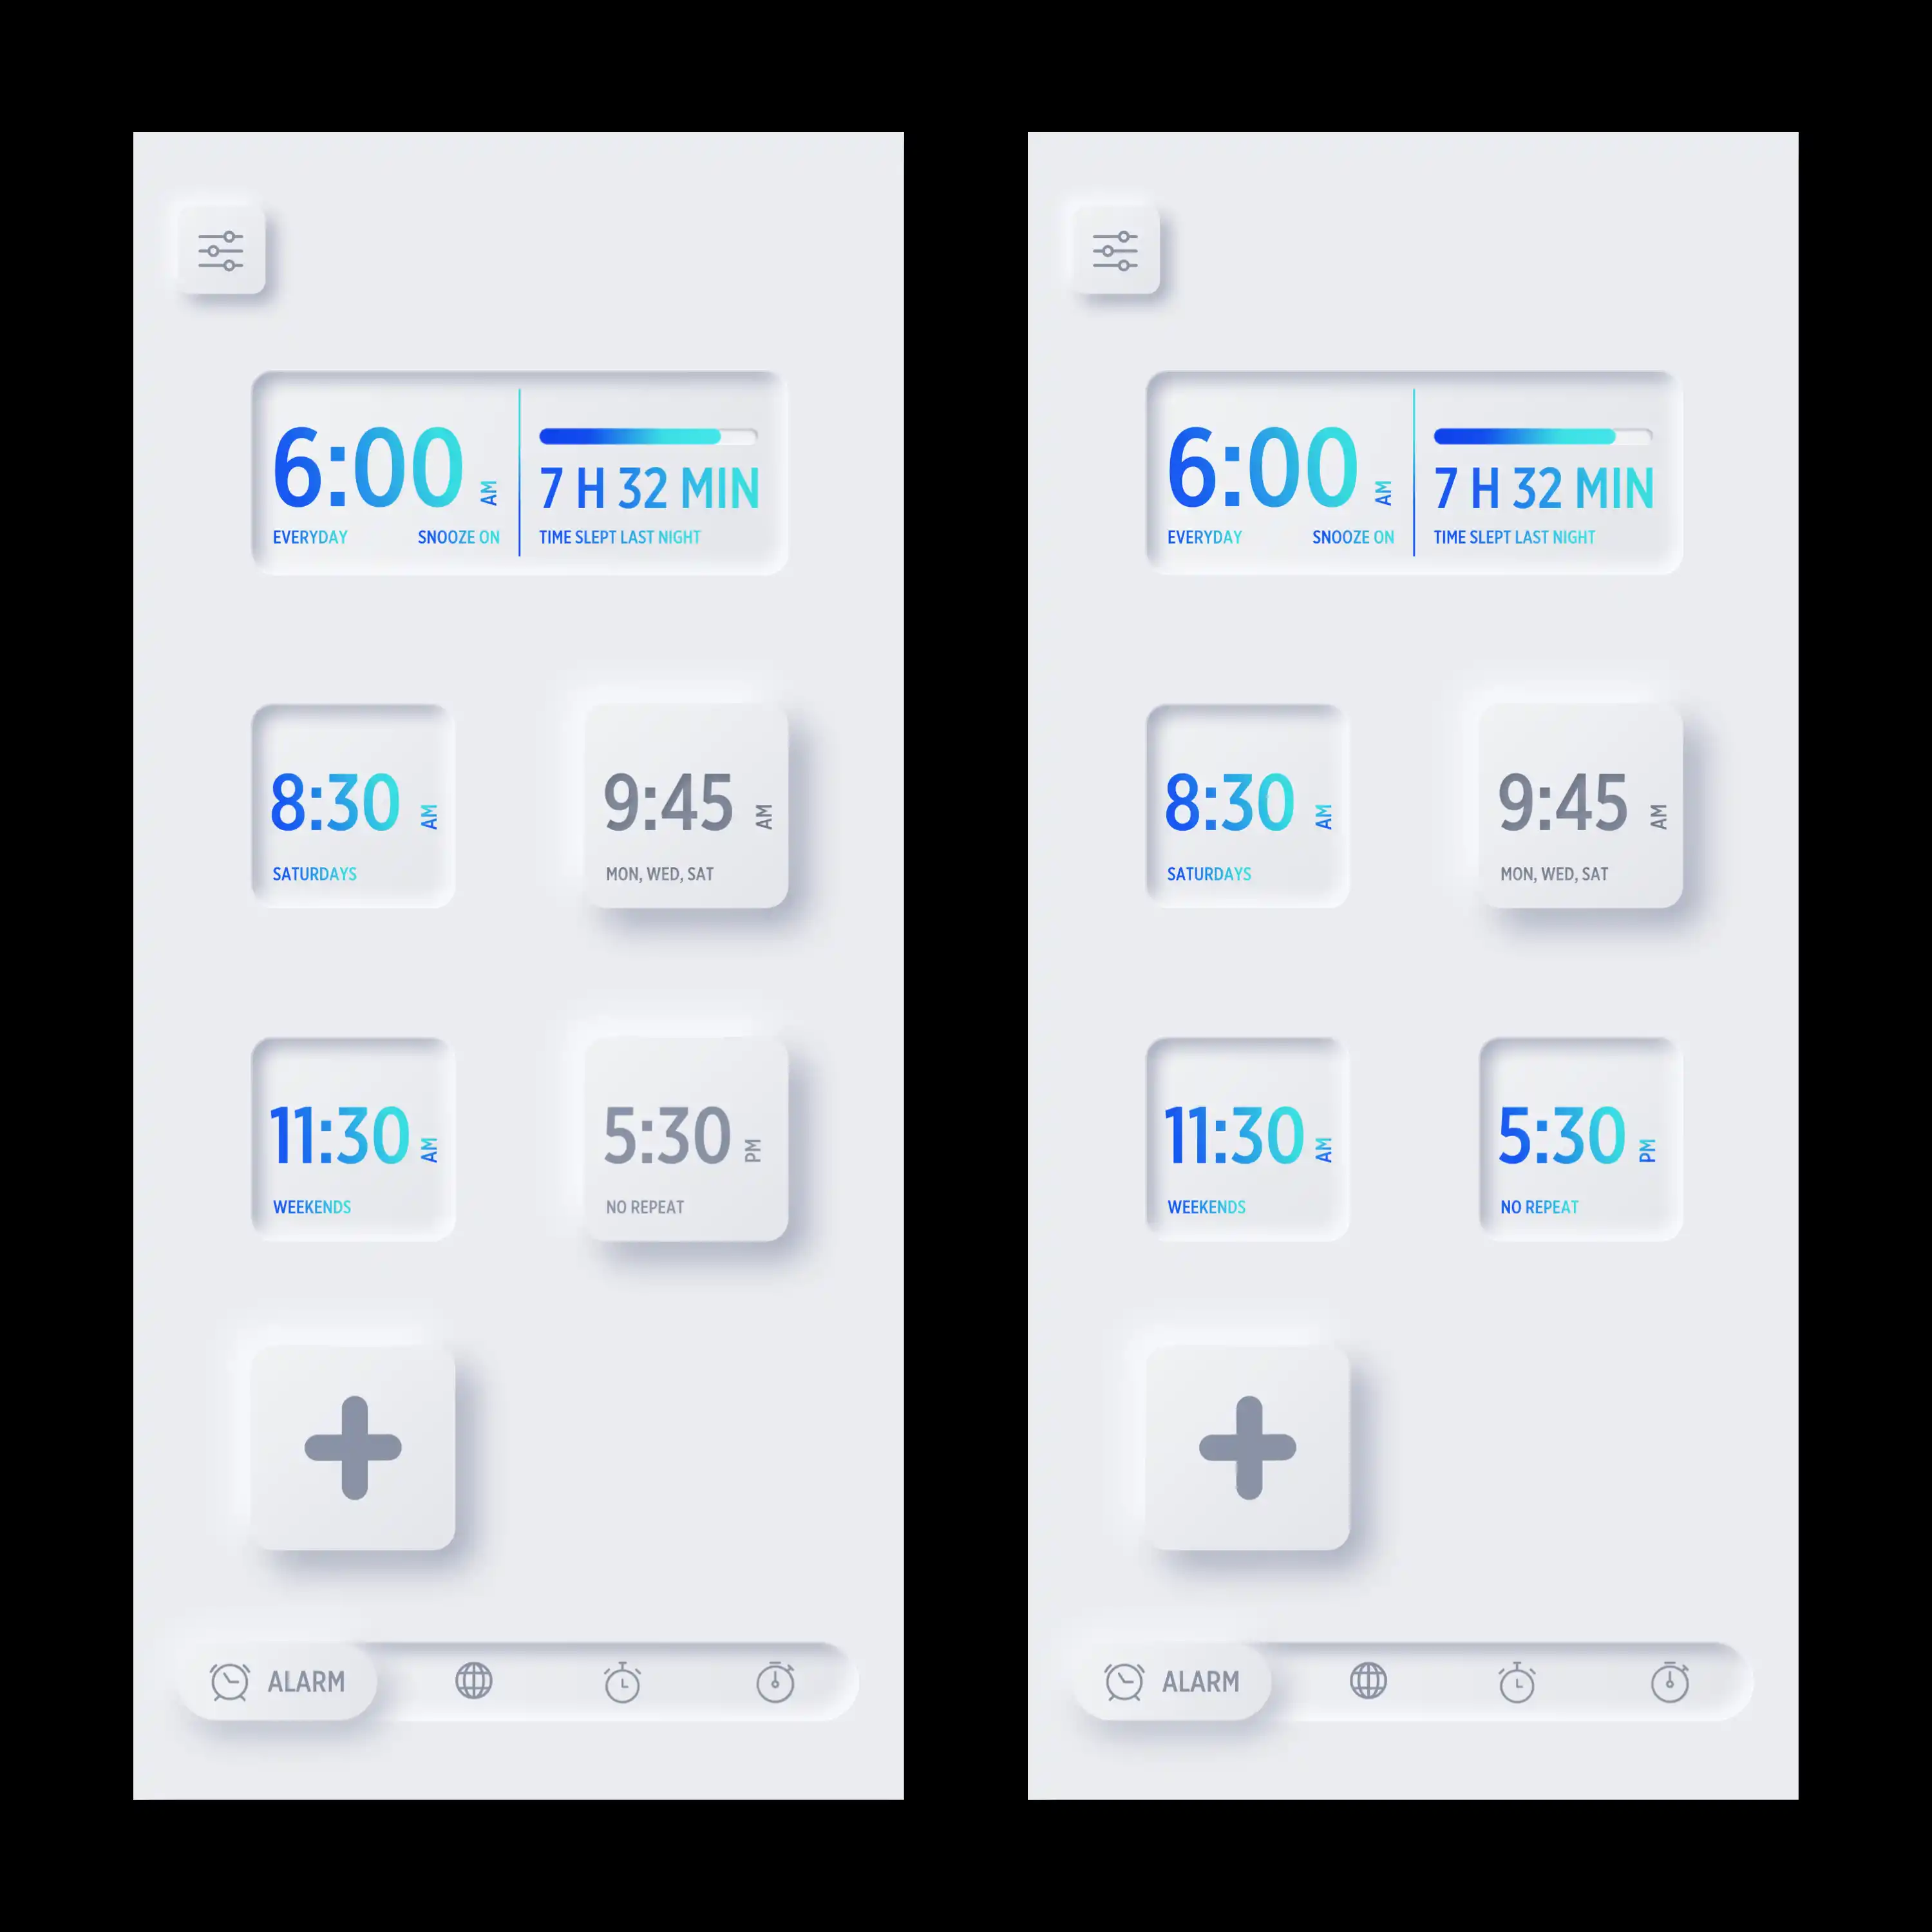 6:00 AM
EVERYDAY SNOOZE ON
7 H 32 MIN
TIME SLEPT LAST NIGHT
8:30 AM
SATURDAYS
9:45 AM
MON, WED, SAT
11:30 AM
WEEKENDS
5:30 PM
NO REPEAT
ALARM
6:00 AM
EVERYDAY SNOOZE ON
7 H 32 MIN
TIME SLEPT LAST NIGHT
8:30 AM
SATURDAYS
9:45 AM
MON, WED, SAT
11:30 AM
WEEKENDS
5:30 PM
NO REPEAT
ALARM